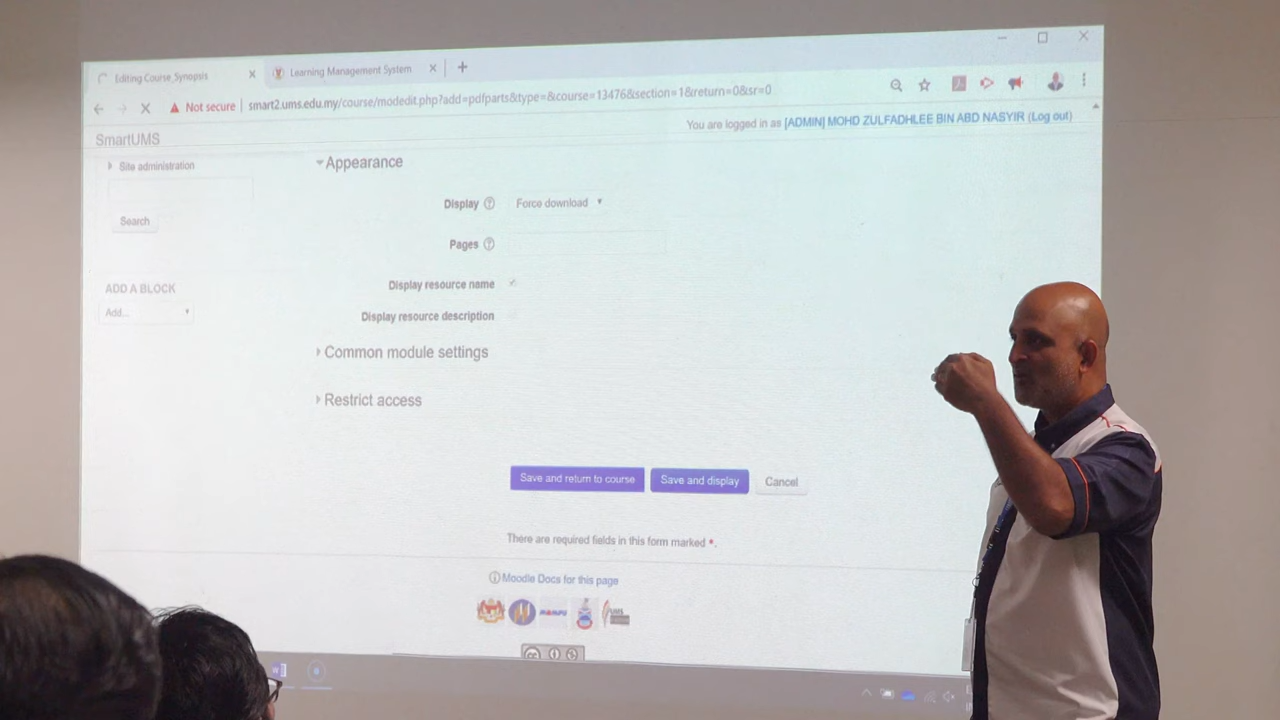 Editing Course_Synopsis
Learning Management System
Not secure | smart2.ums.edu.my/course/modedit.php?add=pdfparts&type=&course=13476&section=1&return=0&sr=0
SmartUMS
You are logged in as [ADMIN] MOHD ZULFADHLEE BIN ABD NASYIR (Log out)
Site administration
Search
ADD A BLOCK
Add...
Appearance
Display
Force download
Pages
Display resource name
Display resource description
Common module settings
Restrict access
Save and return to course
Save and display
Cancel
There are required fields in this form marked *.
Moodle Docs for this page
MAMPU
UMS